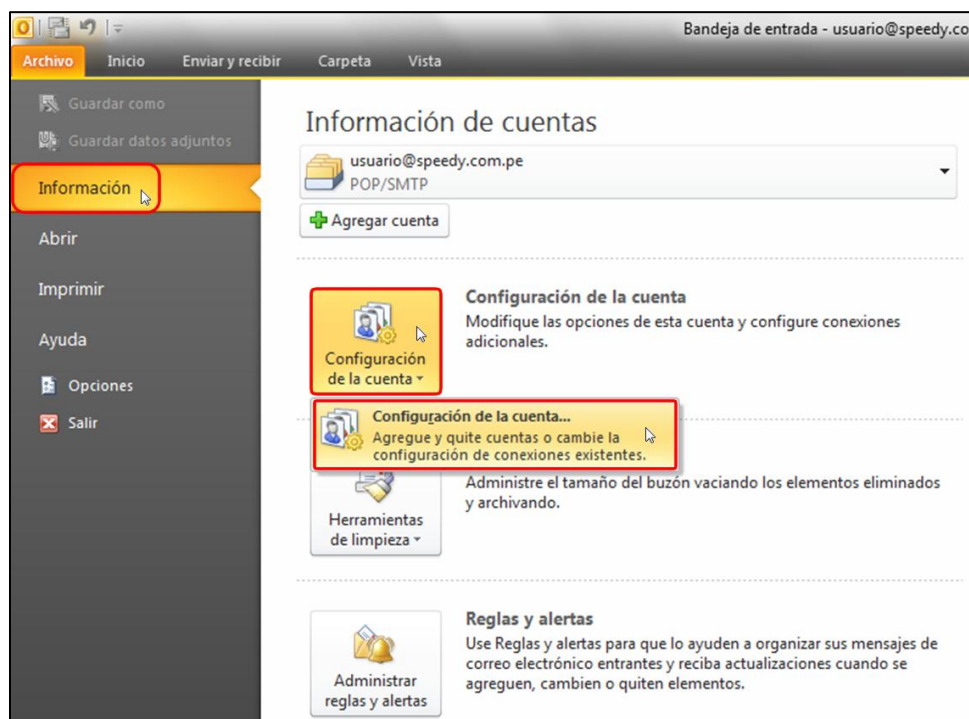 Bandeja de entrada - usuario@speedy.co
Archivo Inicio Enviar y recibir Carpeta Vista
Guardar como
Guardar datos adjuntos
Información
Abrir
Imprimir
Ayuda
Opciones
Salir
Información de cuentas
usuario@speedy.com.pe
POP/SMTP
Agregar cuenta
Configuración
de la cuenta
Configuración de la cuenta
Modifique las opciones de esta cuenta y configure conexiones
adicionales.
Configuración de la cuenta...
Agregue y quite cuentas o cambie la
configuración de conexiones existentes.
Herramientas
de limpieza
Administre el tamaño del buzón vaciando los elementos eliminados
y archivando.
Administrar
reglas y alertas
Reglas y alertas
Use Reglas y alertas para que lo ayuden a organizar sus mensajes de
correo electrónico entrantes y reciba actualizaciones cuando se
agreguen, cambien o quiten elementos.